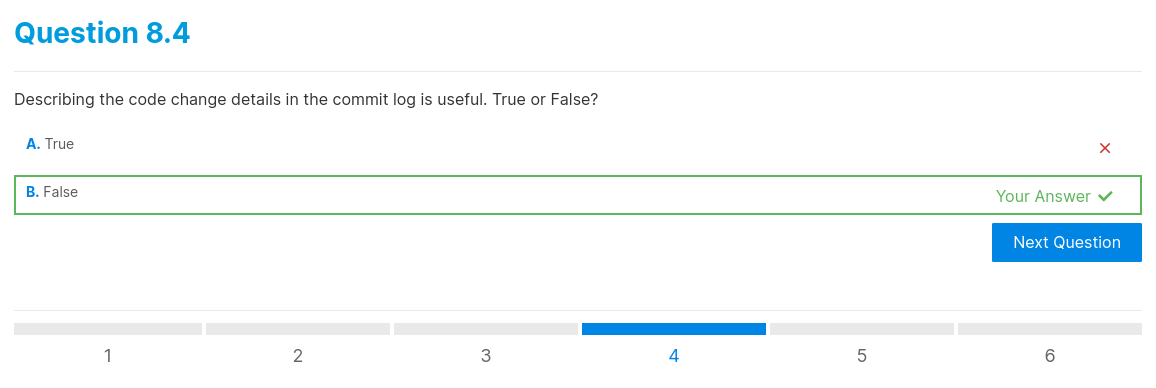 Question 8.4
Describing the code change details in the commit log is useful. True or False?
A. True
B. False
Your Answer
Next Question
1 2 3 4 5 6